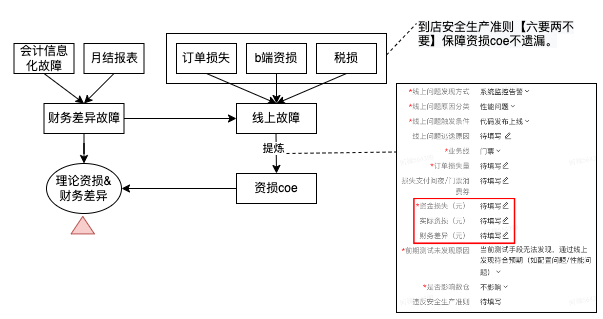 到店安全生产准则【六要两不
要】保障资损coe不遗漏。
会计信息
化故障
月结报表
订单损失
b端资损
税损
财务差异故障
线上故障
提炼
理论资损&
财务差异
资损coe
*线上问题发现方式 系统监控告警
*线上问题原因分类 性能问题
*线上问题触发条件 代码发布上线
线上问题逃逸原因 待填写
*业务线 门票
*订单损失量 待填写
损失支付间夜/门票消 待填写
费券
*资金损失（元） 待填写
实际资损（元） 待填写
财务差异（元） 待填写
*前期测试未发现原因 当前测试手段无法发现，通过线上
发现符合预期（如配置问题/性能问
题）
*是否影响数仓 不影响
违反安全生产准则 待填写